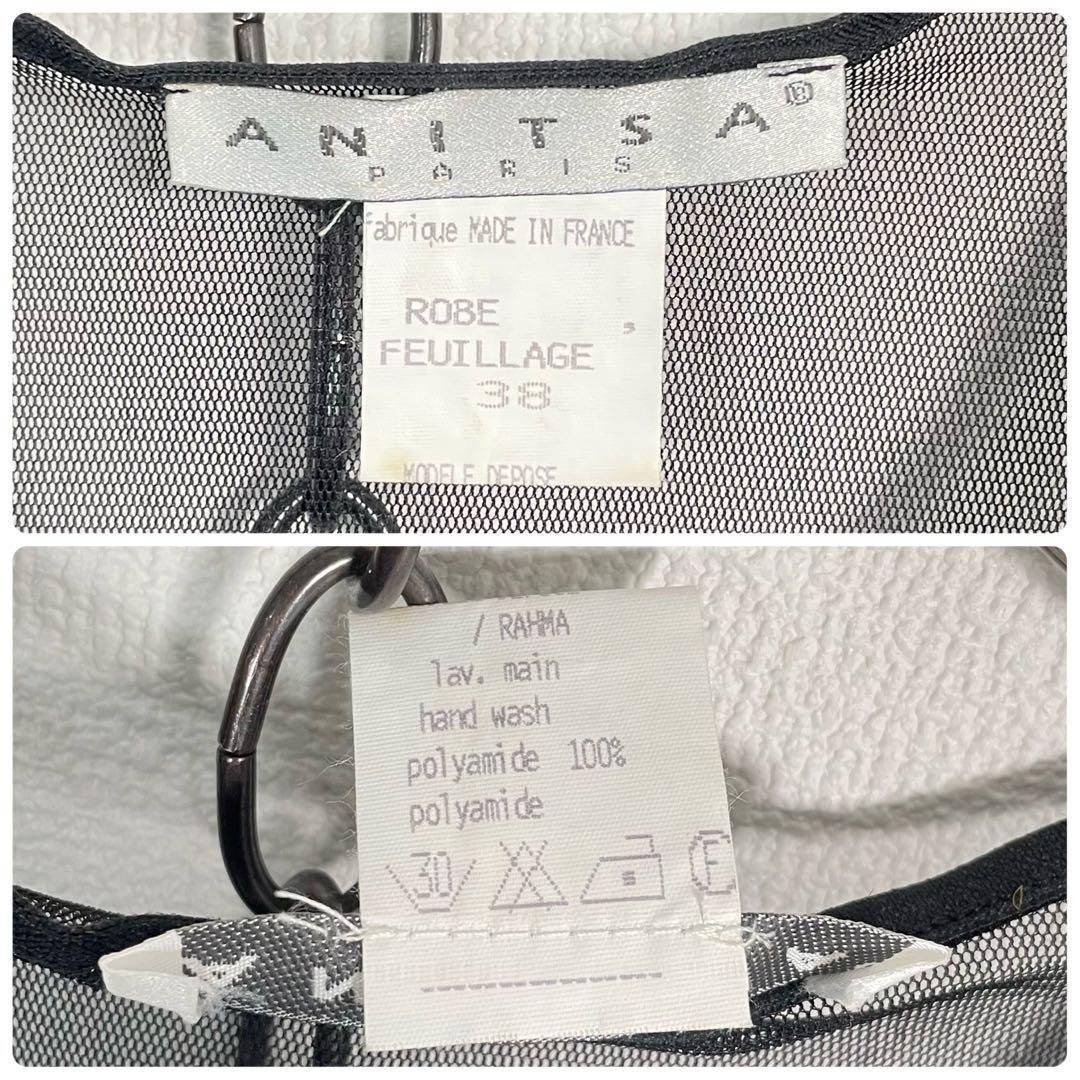 ANITSA®
PARIS
fabrique MADE IN FRANCE
ROBE ,
FEUILLAGE
38
MODELE DEPOSE
/ RAHMA
lav. main
hand wash
polyamide 100%
polyamide
30
F